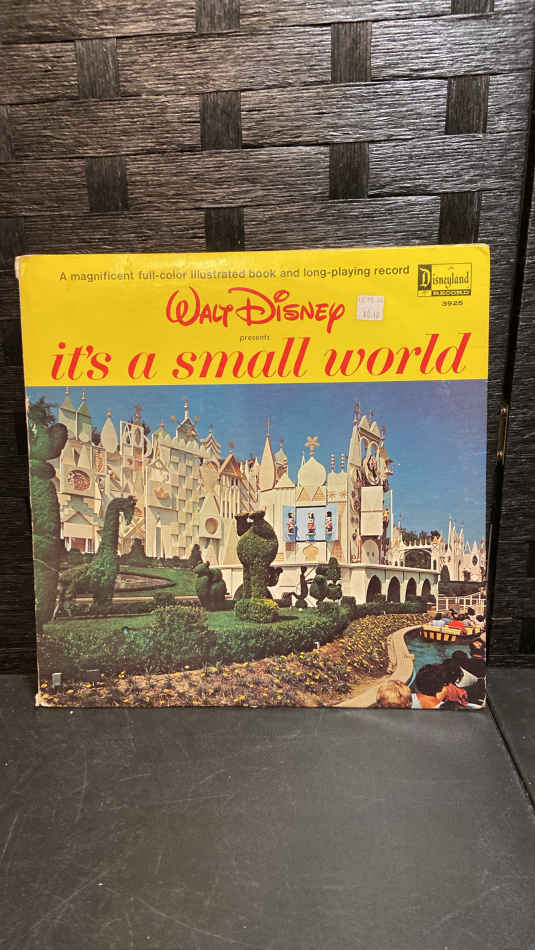 A magnificent full-color illustrated book and long-playing record
Disneyland
RECORD
3925
WALT DISNEY
presents
it's a small world